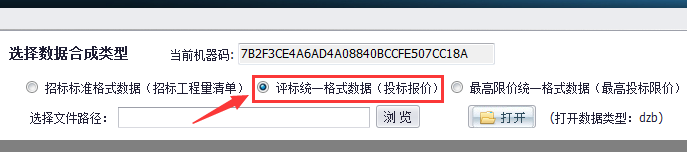 选择数据合成类型 当前机器码: 7B2F3CE4A6AD4A08840BCCFE507CC18A
招标标准格式数据（招标工程量清单） 评标统一格式数据（投标报价） 最高限价统一格式数据（最高投标限价）
选择文件路径： 浏览 打开 （打开数据类型：dzb）